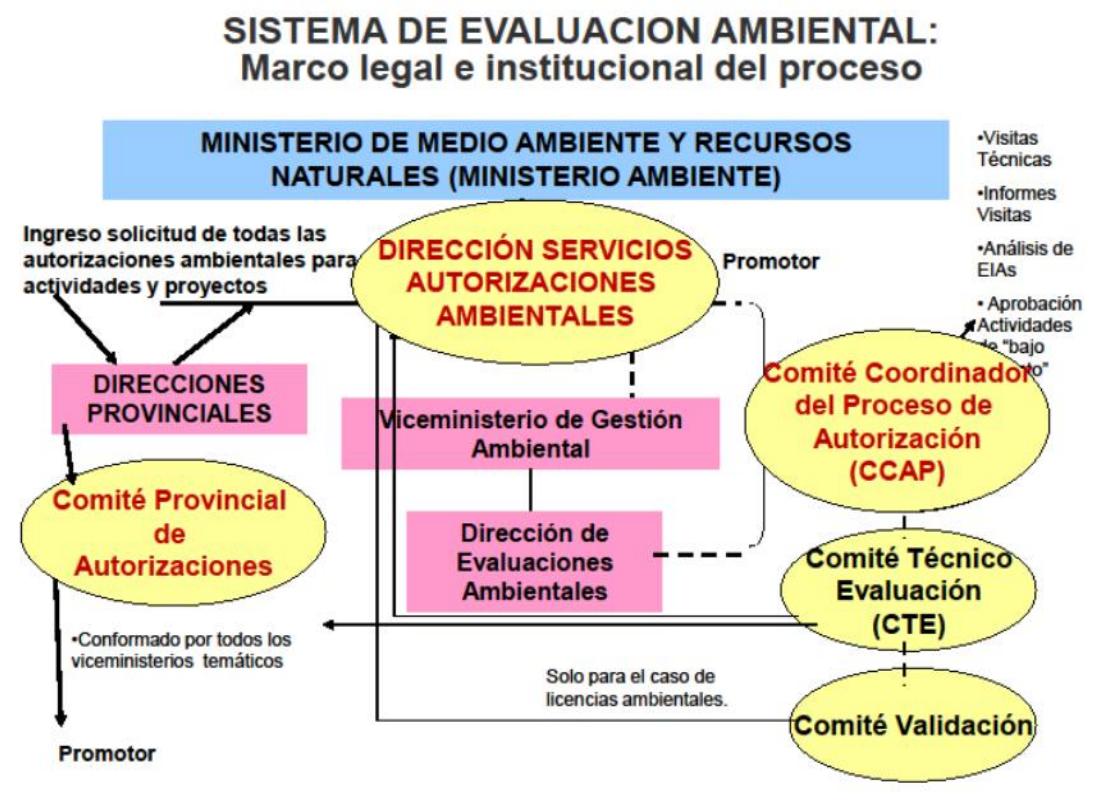 SISTEMA DE EVALUACION AMBIENTAL:
Marco legal e institucional del proceso
MINISTERIO DE MEDIO AMBIENTE Y RECURSOS
NATURALES (MINISTERIO AMBIENTE)
•Visitas
Técnicas
•Informes
Visitas
•Análisis de
EIAs
• Aprobación
Actividades
de "bajo
Ingreso solicitud de todas las
autorizaciones ambientales para
actividades y proyectos
DIRECCIÓN SERVICIOS
AUTORIZACIONES
AMBIENTALES
Promotor
DIRECCIONES
PROVINCIALES
Viceministerio de Gestión
Ambiental
Comité Coordinador
del Proceso de
Autorización
(CCAP)
Comité Provincial
de
Autorizaciones
Dirección de
Evaluaciones
Ambientales
Comité Técnico
Evaluación
(CTE)
•Conformado por todos los
viceministerios temáticos
Solo para el caso de
licencias ambientales.
Comité Validación
Promotor